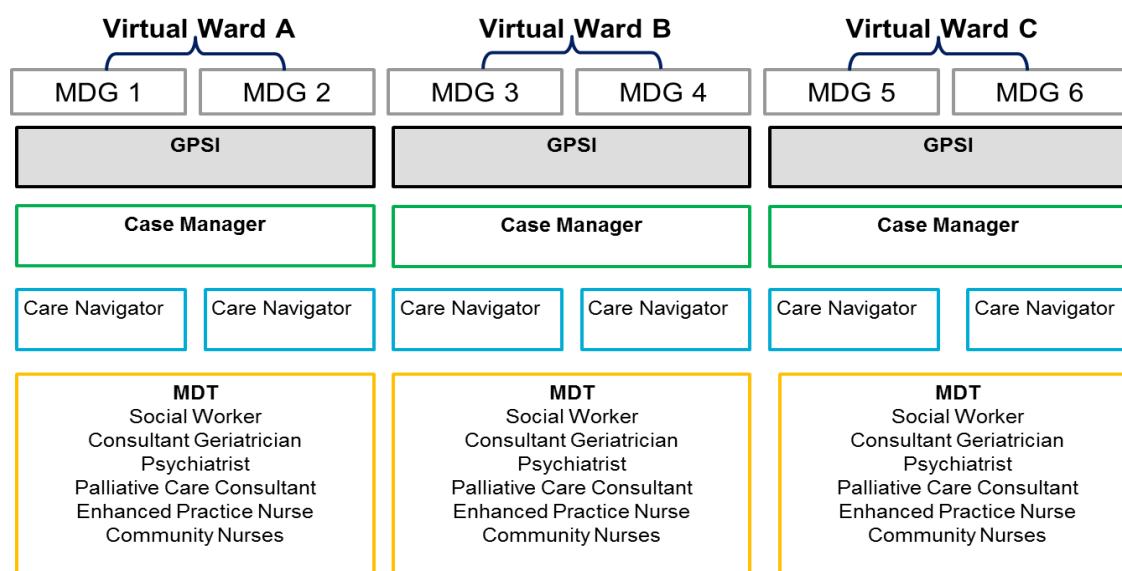 Virtual Ward A
Virtual Ward B
Virtual Ward C
MDG 1
MDG 2
MDG 3
MDG 4
MDG 5
MDG 6
GPSI
GPSI
GPSI
Case Manager
Case Manager
Case Manager
Care Navigator
Care Navigator
Care Navigator
Care Navigator
Care Navigator
Care Navigator
MDT
Social Worker
Consultant Geriatrician
Psychiatrist
Palliative Care Consultant
Enhanced Practice Nurse
Community Nurses
MDT
Social Worker
Consultant Geriatrician
Psychiatrist
Palliative Care Consultant
Enhanced Practice Nurse
Community Nurses
MDT
Social Worker
Consultant Geriatrician
Psychiatrist
Palliative Care Consultant
Enhanced Practice Nurse
Community Nurses